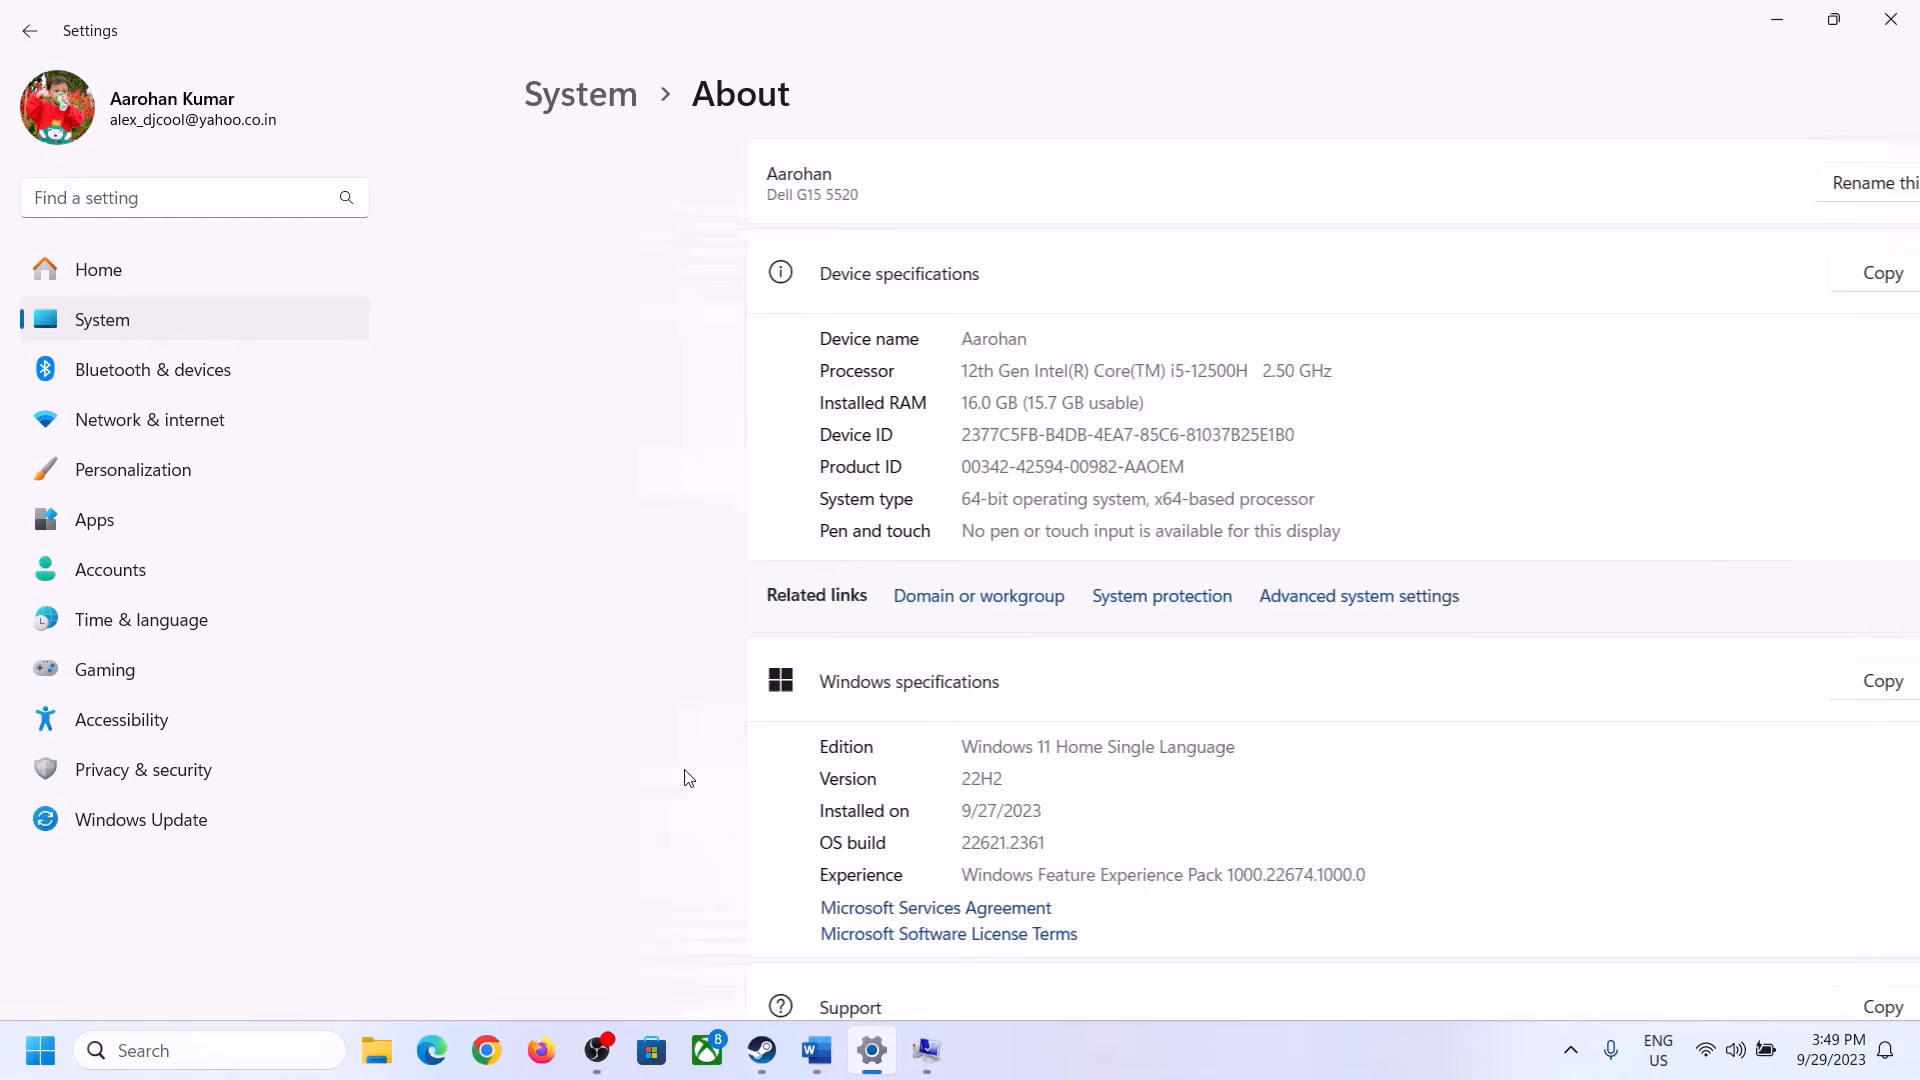 Settings
Aarohan Kumar
alex_djcool@yahoo.co.in
Find a setting
Home
System
Bluetooth & devices
Network & internet
Personalization
Apps
Accounts
Time & language
Gaming
Accessibility
Privacy & security
Windows Update
System > About
Aarohan
Dell G15 5520
Rename thi
Device specifications
Copy
Device name Aarohan
Processor 12th Gen Intel(R) Core(TM) i5-12500H 2.50 GHz
Installed RAM 16.0 GB (15.7 GB usable)
Device ID 2377C5FB-B4DB-4EA7-85C6-81037B25E1B0
Product ID 00342-42594-00982-AAOEM
System type 64-bit operating system, x64-based processor
Pen and touch No pen or touch input is available for this display
Related links Domain or workgroup System protection Advanced system settings
Windows specifications
Copy
Edition Windows 11 Home Single Language
Version 22H2
Installed on 9/27/2023
OS build 22621.2361
Experience Windows Feature Experience Pack 1000.22674.1000.0
Microsoft Services Agreement
Microsoft Software License Terms
Support
Copy
Search
8
W
ENG
US
3:49 PM
9/29/2023